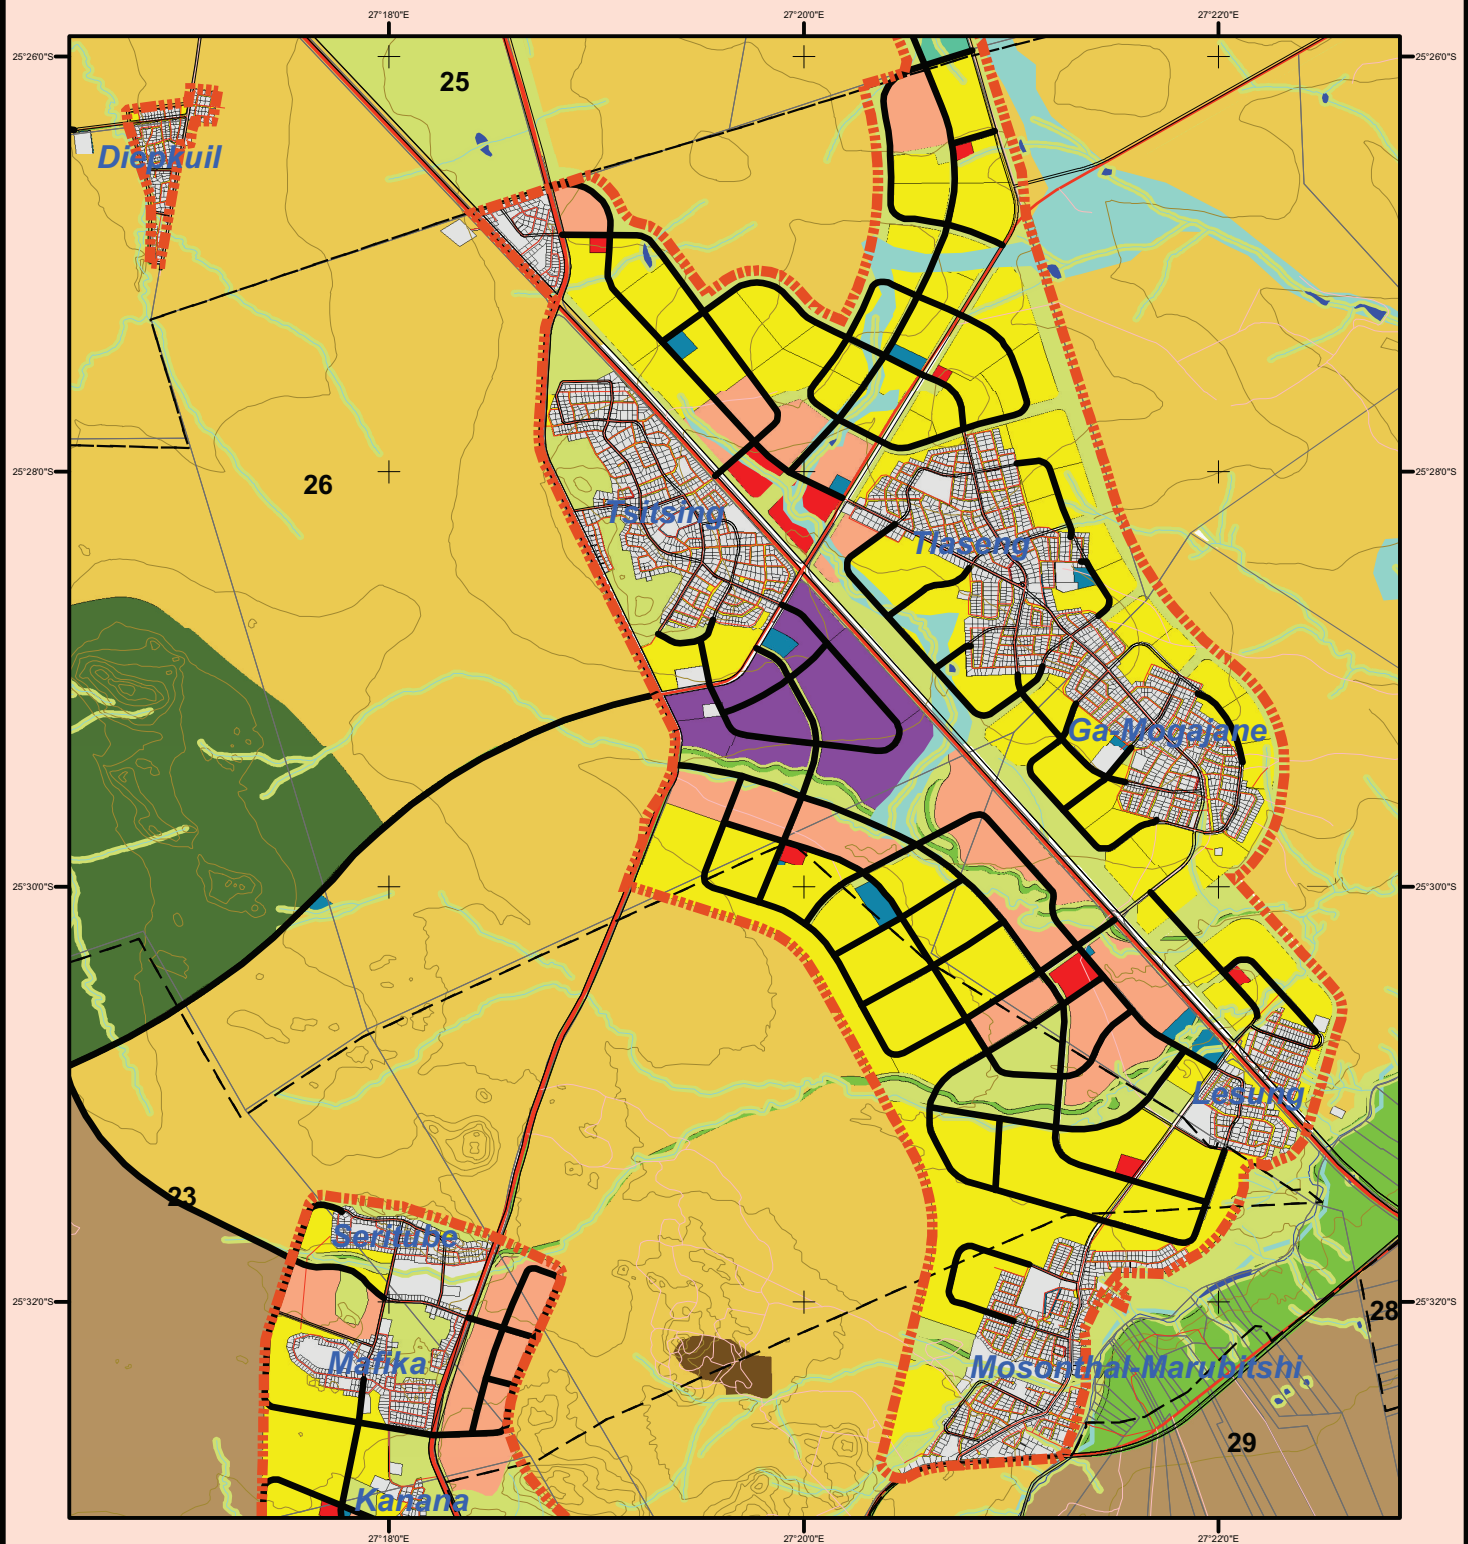 27°18'0"E
27°20'0"E
27°22'0"E
25°26'0"S
25°26'0"S
25
Diepkuil
25°28'0"S
25°28'0"S
26
Tsitsing
Tlaseng
Ga-Mogajane
25°30'0"S
25°30'0"S
Lesung
23
Serilube
25°32'0"S
25°32'0"S
28
Mafika
Mosonthal-Marubitshi
29
Kanana
27°18'0"E
27°20'0"E
27°22'0"E